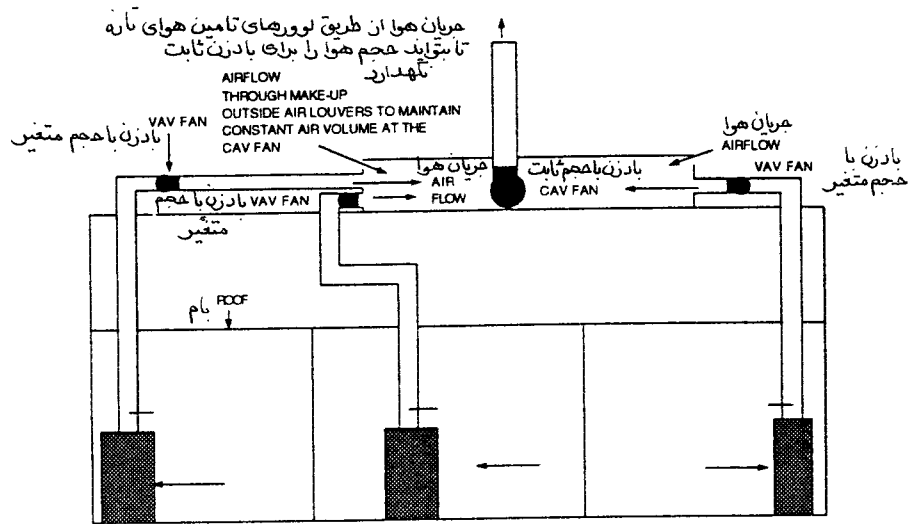 جریان هوا از طریق لوورهای تامین هوای تازه
تا بتواند حجم هوا را برای بادزن ثابت
نگهدارد
AIRFLOW
THROUGH MAKE-UP
OUTSIDE AIR LOUVERS TO MAINTAIN
CONSTANT AIR VOLUME AT THE
CAV FAN
VAV FAN
بادزن با حجم متغیر
جریان هوا
AIRFLOW
VAV FAN
بادزن با
حجم متغیر
جریان هوا
AIR
FLOW
بادزن با حجم ثابت
CAV FAN
بادزن با حجم VAV FAN
متغیر
بام ROOF